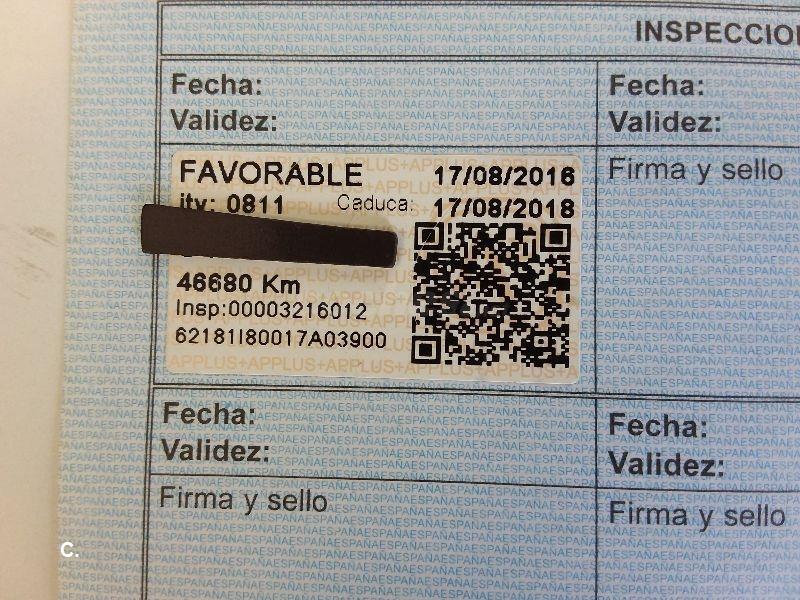 INSPECCIO
Fecha:
Validez:
Fecha:
Validez:
FAVORABLE 17/08/2016
itv: 0811 Caduca: 17/08/2018
46680 Km
Insp:00003216012
62181I80017A03900
Firma y sello
Fecha:
Validez:
Firma y sello
Fecha:
Validez:
Firma y sello
C.